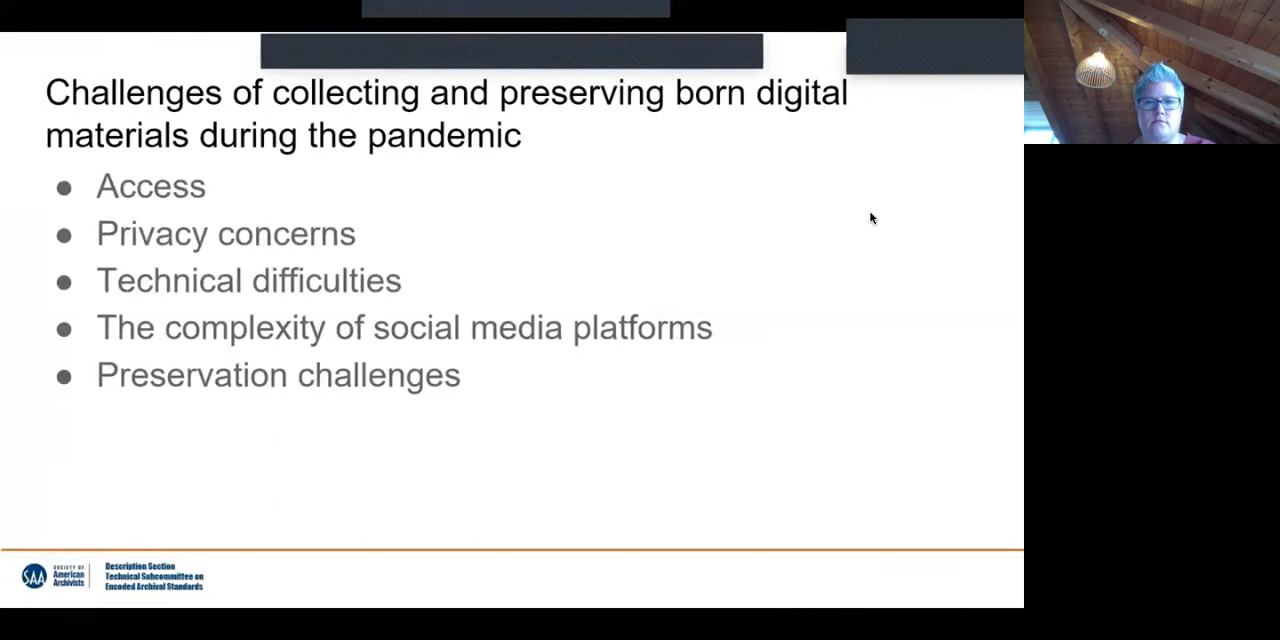 Challenges of collecting and preserving born digital
materials during the pandemic
● Access
● Privacy concerns
● Technical difficulties
● The complexity of social media platforms
● Preservation challenges
SAA
SOCIETY OF
American
Archivists
Description Section
Technical Subcommittee on
Encoded Archival Standards